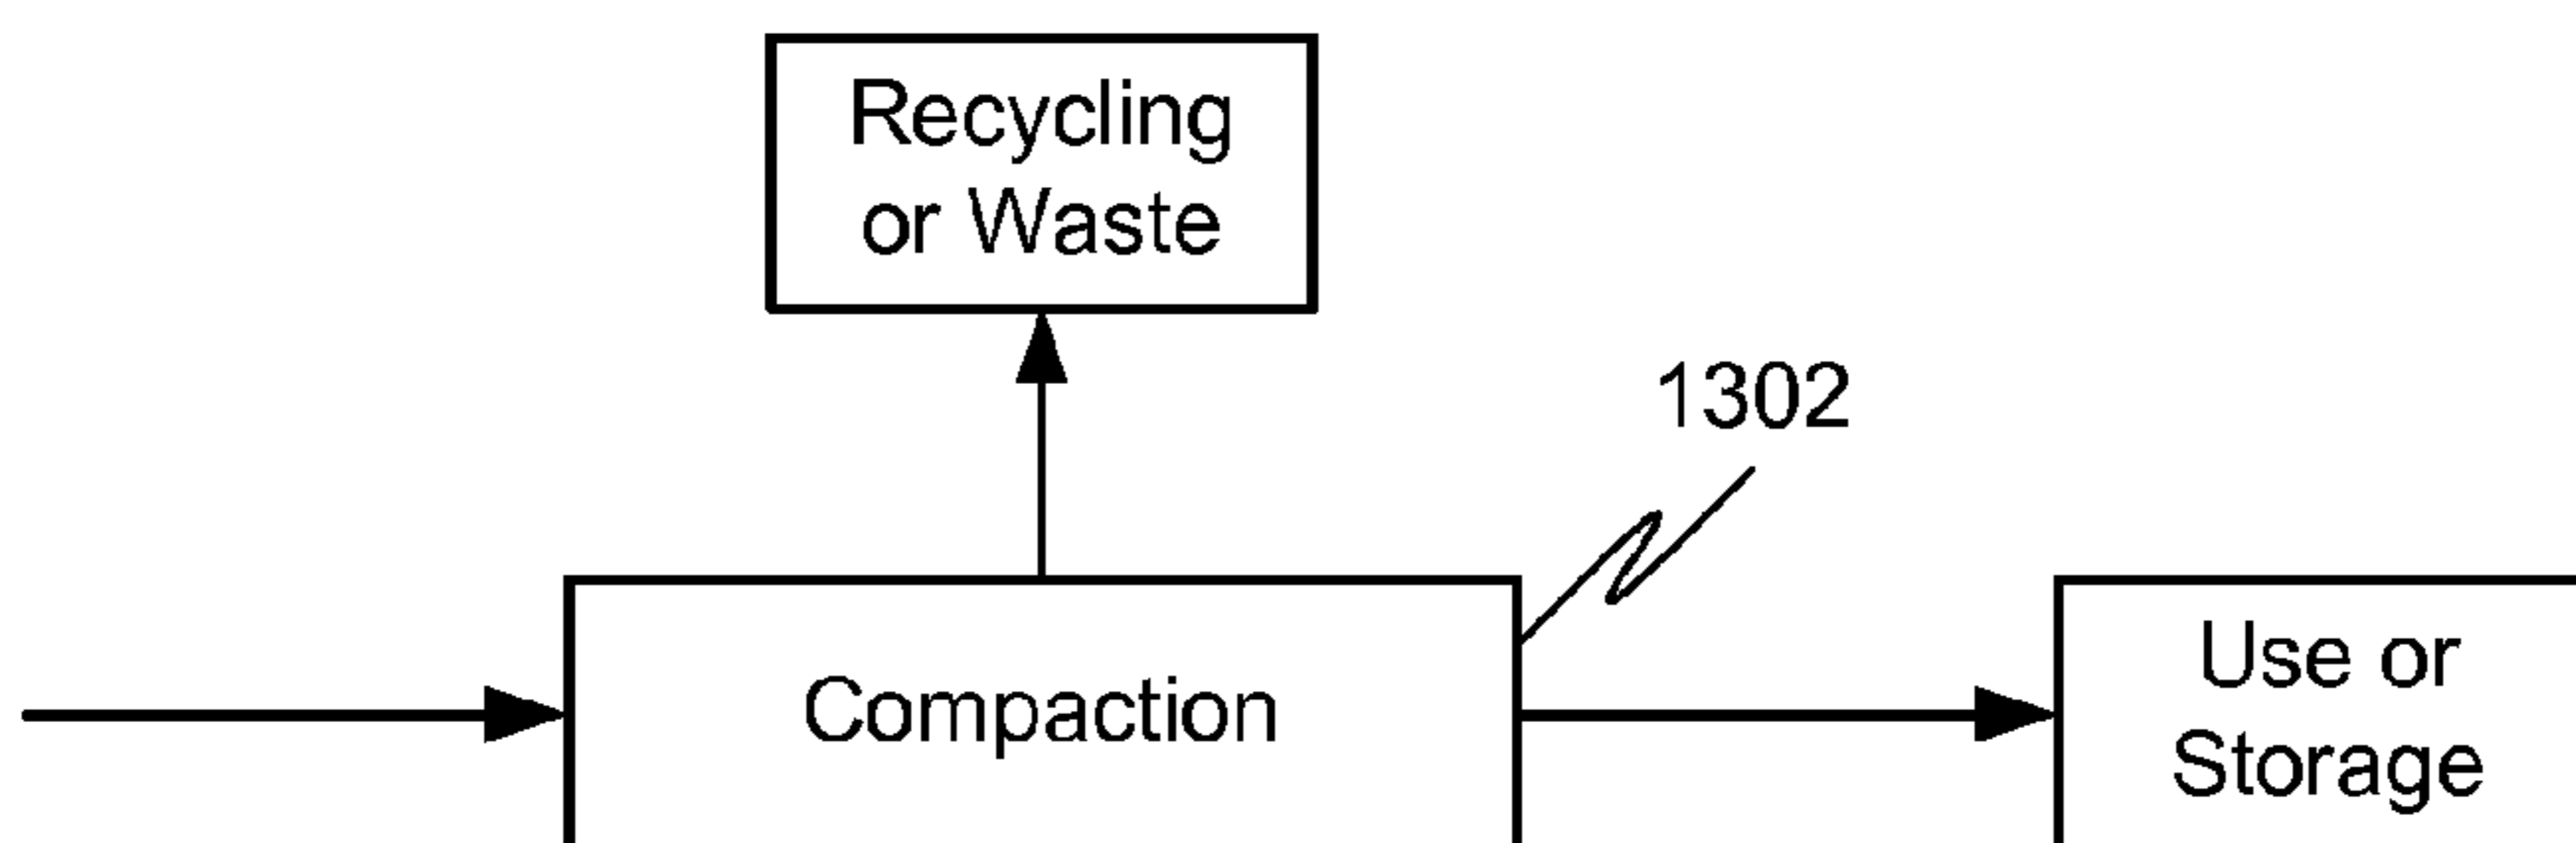 Recycling
or Waste
1302
Compaction
Use or
Storage